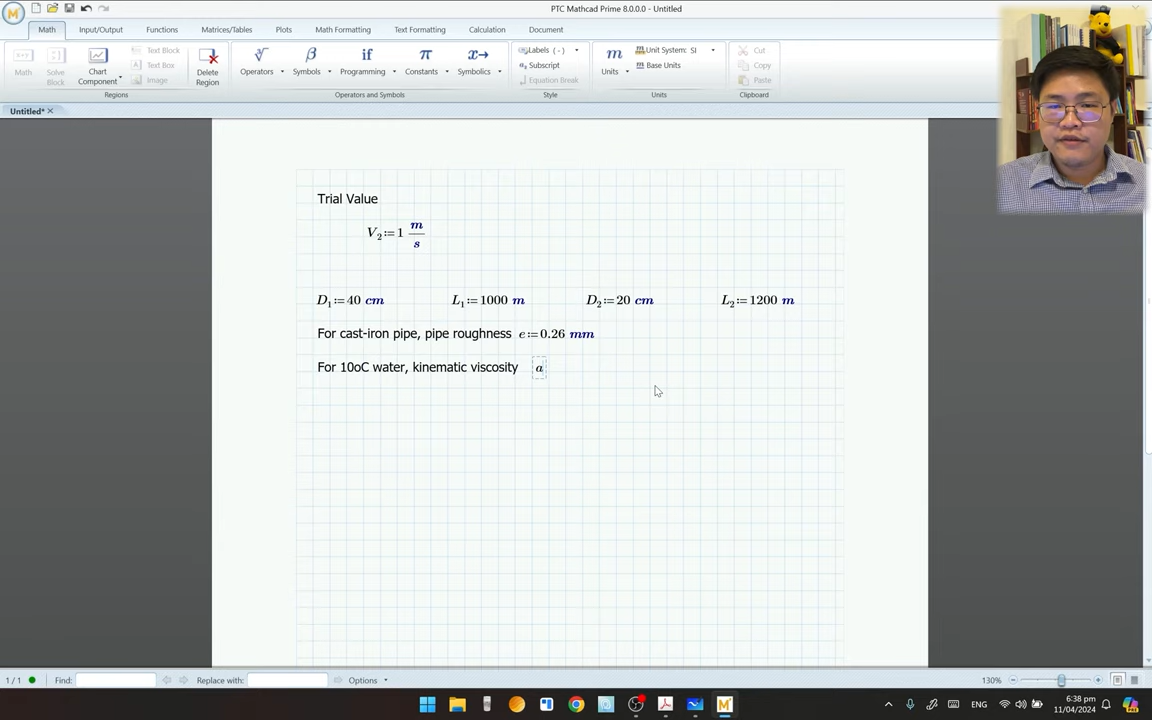 PTC Mathcad Prime 8.0.0.0 - Untitled
Math Input/Output Functions Matrices/Tables Plots Math Formatting Text Formatting Calculation Document
Math
Solve Block
Chart Component
Text Block
Text Box
Image
Delete Region
Operators
Symbols
Programming
Constants
Symbolics
Labels (-)
Subscript
Equation Break
Units
Unit System: SI
Base Units
Cut
Copy
Paste
Regions Operators and Symbols Style Units Clipboard
Untitled*
Trial Value
V₂:=1 m/s
D₁:=40 cm L₁:=1000 m D₂:=20 cm L₂:=1200 m
For cast-iron pipe, pipe roughness e:=0.26 mm
For 10oC water, kinematic viscosity a
1 / 1 Find: Replace with: Options 130%
ENG 6:38 pm
11/04/2024